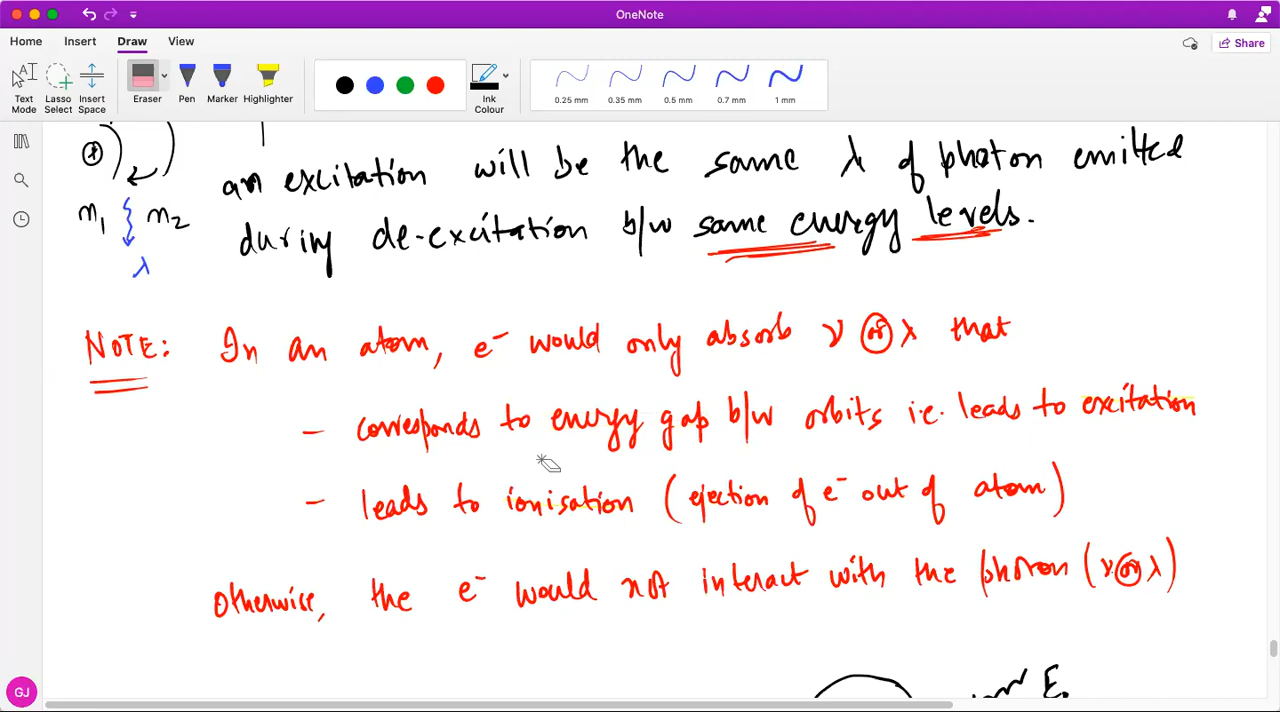 OneNote
Home Insert Draw View
Share
Text Mode
Lasso Select
Insert Space
Eraser
Pen
Marker
Highlighter
Ink Colour
0.25 mm
0.35 mm
0.5 mm
0.7 mm
1 mm
an excitation will be the same λ of photon emitted
n₁ n₂
during de-excitation b/w same energy levels.
λ
NOTE: In an atom, e⁻ would only absorb ν or λ that
- corresponds to energy gap b/w orbits i.e. leads to excitation
- leads to ionisation (ejection of e⁻ out of atom)
Otherwise, the e⁻ would not interact with the photon (ν or λ)
GJ